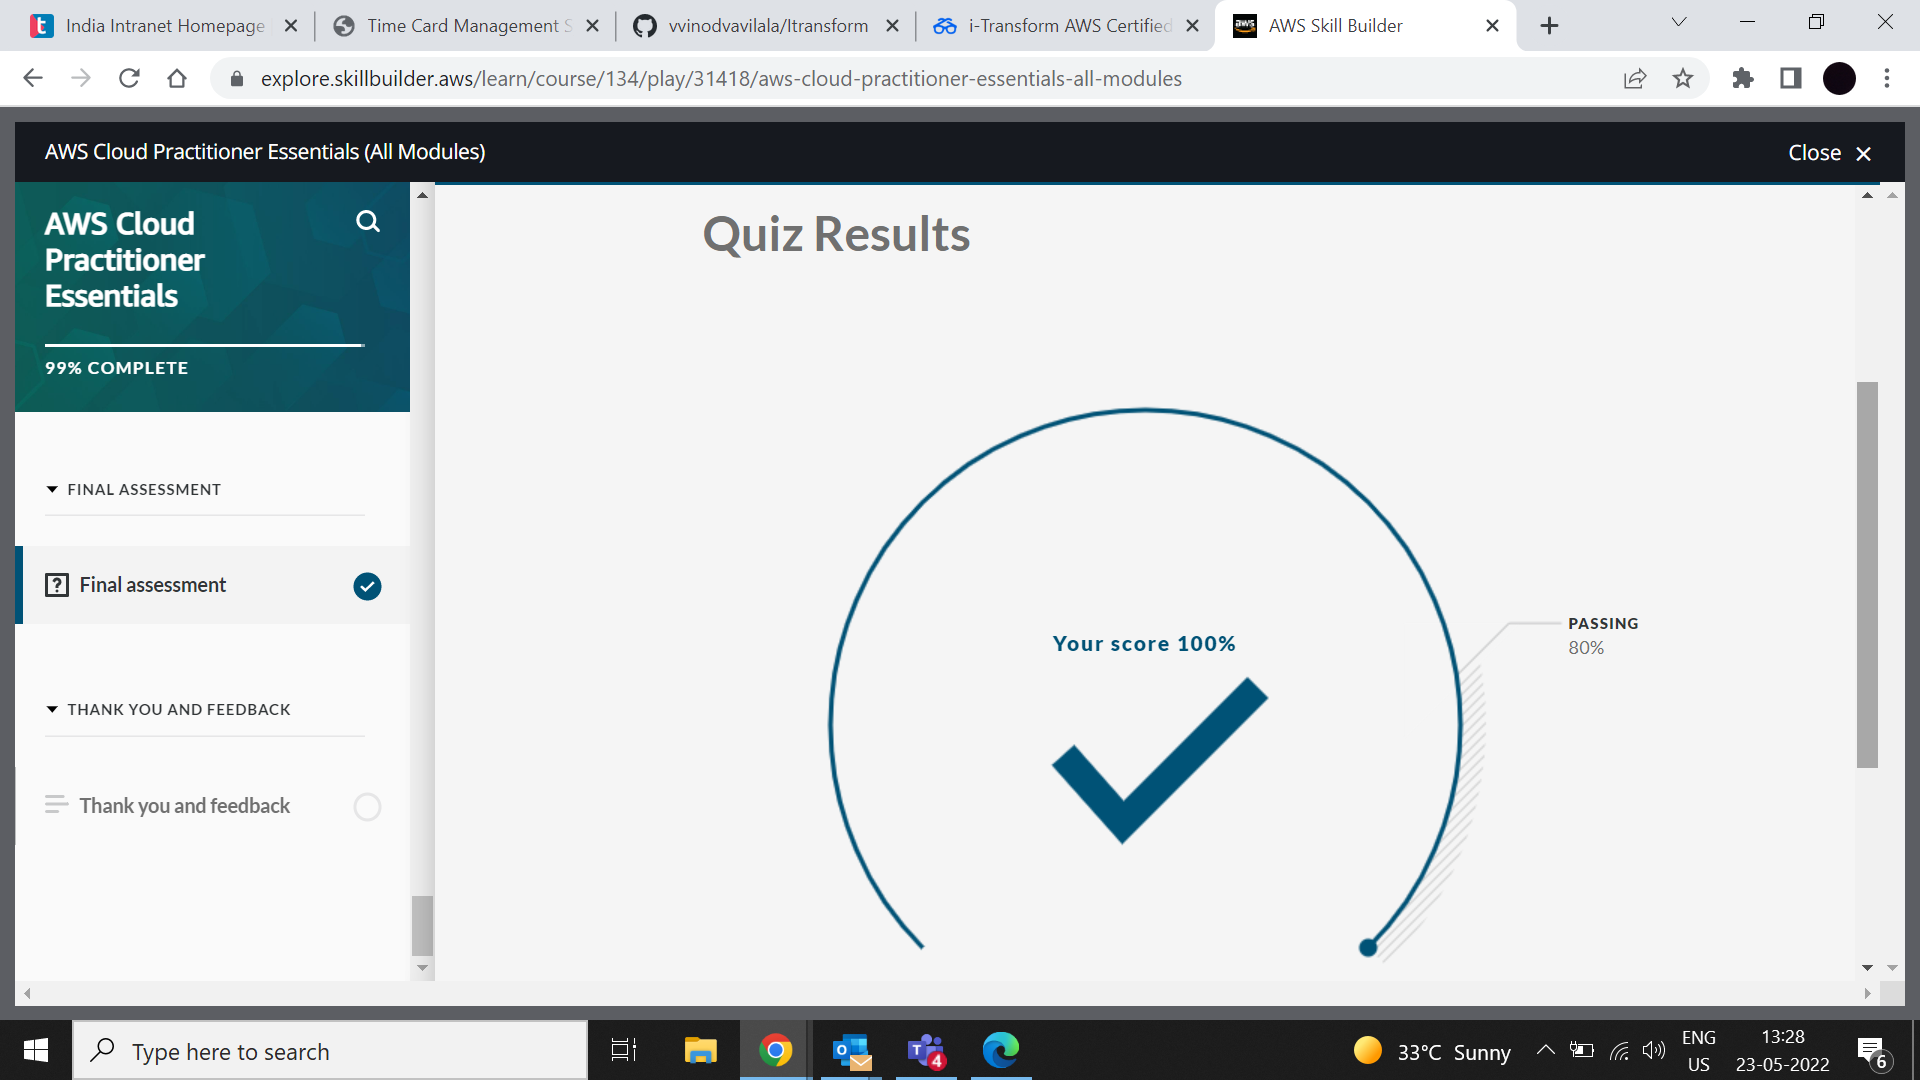 India Intranet Homepage
Time Card Management S
vvinodvavilala/Itransform
i-Transform AWS Certified
AWS Skill Builder
explore.skillbuilder.aws/learn/course/134/play/31418/aws-cloud-practitioner-essentials-all-modules
AWS Cloud Practitioner Essentials (All Modules)
Close
AWS Cloud
Practitioner
Essentials
99% COMPLETE
FINAL ASSESSMENT
Final assessment
THANK YOU AND FEEDBACK
Thank you and feedback
Quiz Results
Your score 100%
PASSING
80%
Type here to search
4
33°C Sunny
ENG
US
13:28
23-05-2022
6